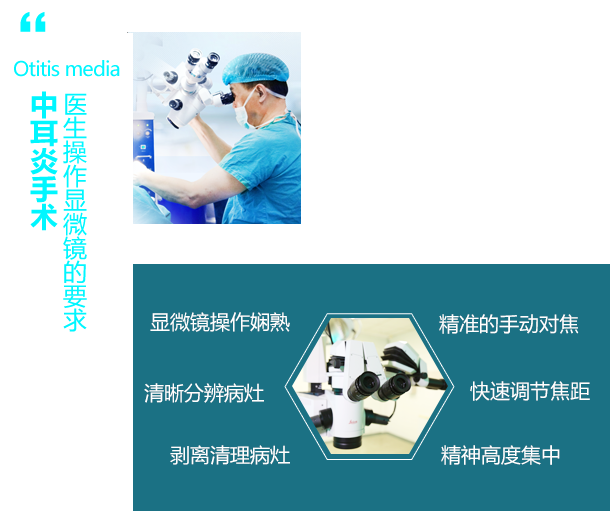 “
Otitis media
中耳炎手术
医生操作显微镜的要求
显微镜操作娴熟
精准的手动对焦
清晰分辨病灶
快速调节焦距
剥离清理病灶
精神高度集中